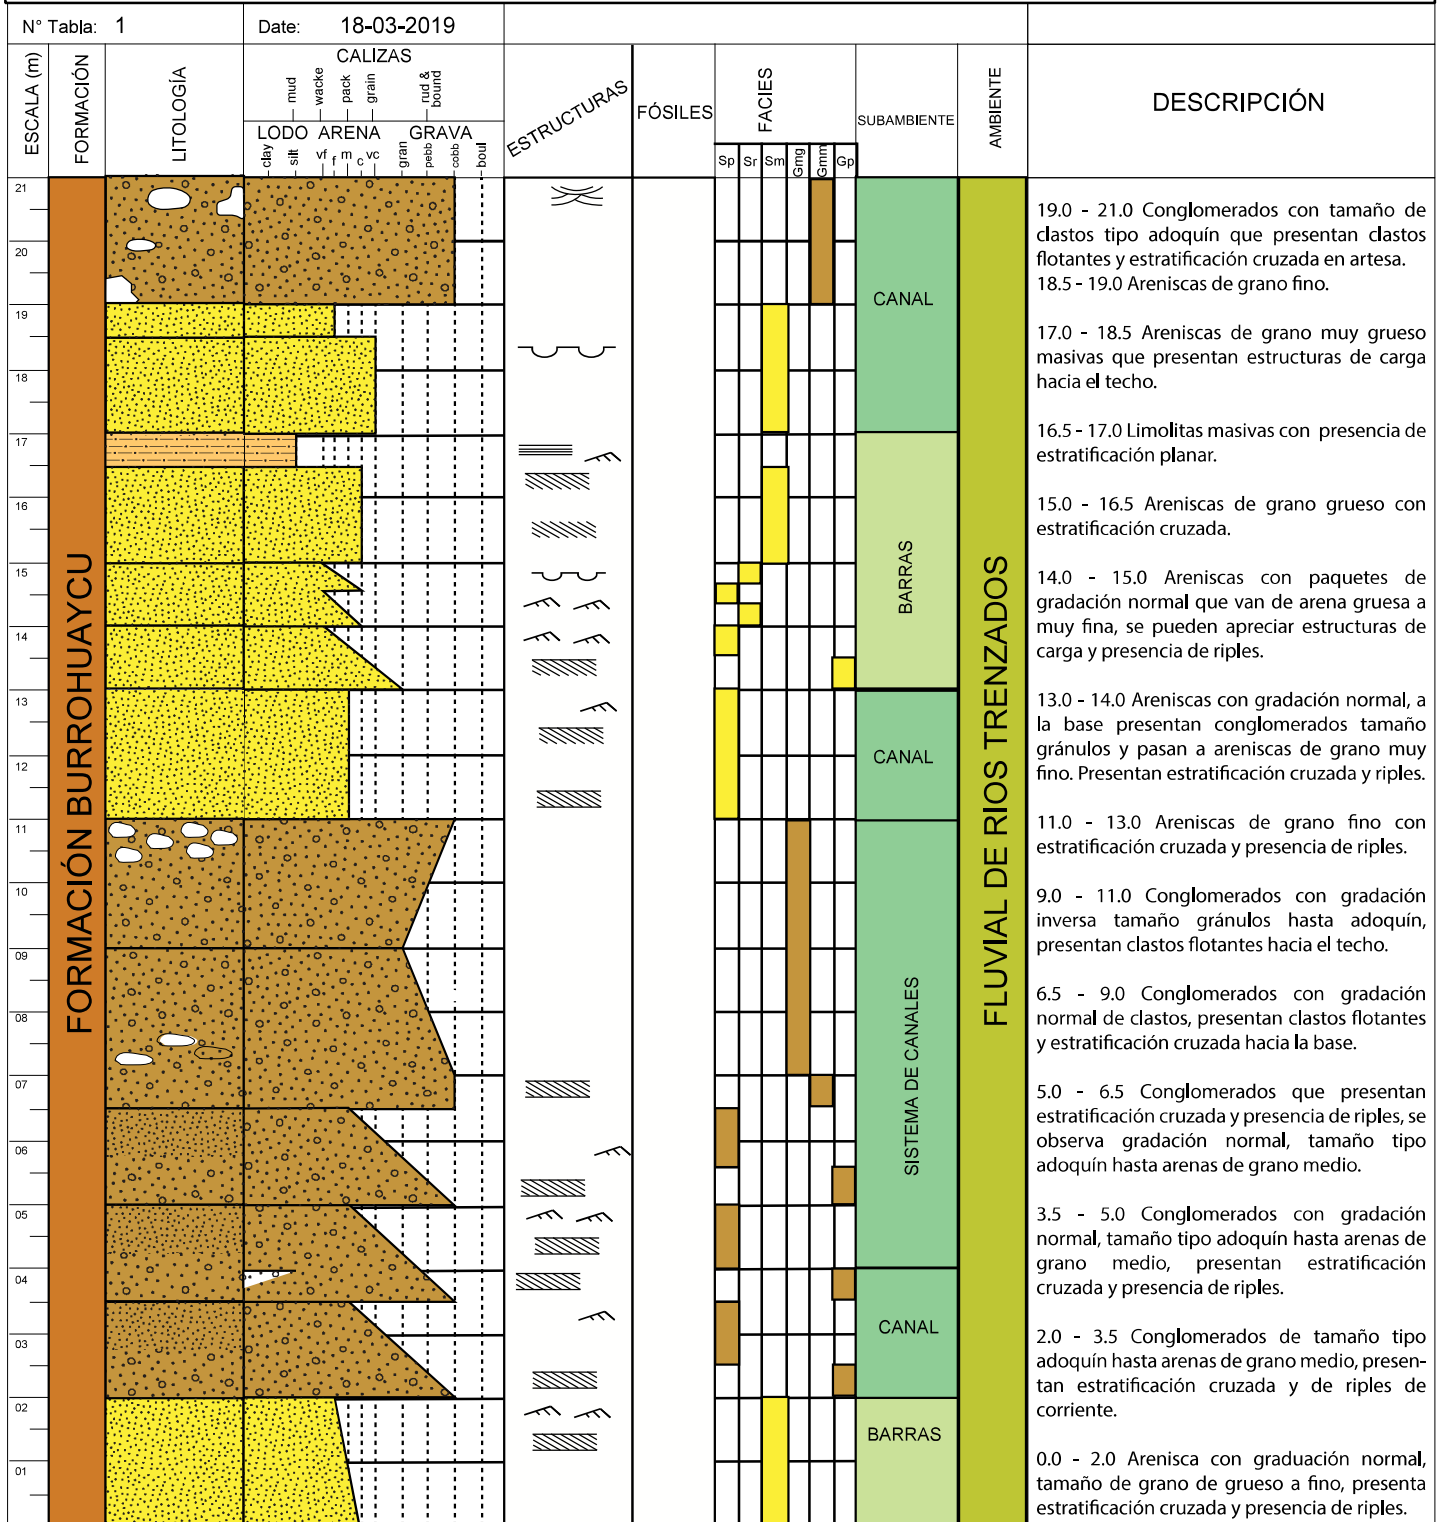 N° Tabla: 1 Date: 18-03-2019
ESCALA (m)
FORMACIÓN
LITOLOGÍA
CALIZAS
mud
wacke
pack
grain
rud &
bound
LODO ARENA GRAVA
clay
silt
vf
f
m
c
vc
gran
pebb
cobb
boul
ESTRUCTURAS
FÓSILES
FACIES
Sp Sr Sm Gmg Gmm Gp
SUBAMBIENTE
AMBIENTE
DESCRIPCIÓN
21
20
19
18
17
16
15
14
13
12
11
10
09
08
07
06
05
04
03
02
01
FORMACIÓN BURROHUAYCU
CANAL
BARRAS
CANAL
SISTEMA DE CANALES
CANAL
BARRAS
FLUVIAL DE RIOS TRENZADOS
19.0 - 21.0 Conglomerados con tamaño de
clastos tipo adoquín que presentan clastos
flotantes y estratificación cruzada en artesa.
18.5 - 19.0 Areniscas de grano fino.
17.0 - 18.5 Areniscas de grano muy grueso
masivas que presentan estructuras de carga
hacia el techo.
16.5 - 17.0 Limolitas masivas con presencia de
estratificación planar.
15.0 - 16.5 Areniscas de grano grueso con
estratificación cruzada.
14.0 - 15.0 Areniscas con paquetes de
gradación normal que van de arena gruesa a
muy fina, se pueden apreciar estructuras de
carga y presencia de riples.
13.0 - 14.0 Areniscas con gradación normal, a
la base presentan conglomerados tamaño
gránulos y pasan a areniscas de grano muy
fino. Presentan estratificación cruzada y riples.
11.0 - 13.0 Areniscas de grano fino con
estratificación cruzada y presencia de riples.
9.0 - 11.0 Conglomerados con gradación
inversa tamaño gránulos hasta adoquín,
presentan clastos flotantes hacia el techo.
6.5 - 9.0 Conglomerados con gradación
normal de clastos, presentan clastos flotantes
y estratificación cruzada hacia la base.
5.0 - 6.5 Conglomerados que presentan
estratificación cruzada y presencia de riples, se
observa gradación normal, tamaño tipo
adoquín hasta arenas de grano medio.
3.5 - 5.0 Conglomerados con gradación
normal, tamaño tipo adoquín hasta arenas de
grano medio, presentan estratificación
cruzada y presencia de riples.
2.0 - 3.5 Conglomerados de tamaño tipo
adoquín hasta arenas de grano medio, presen-
tan estratificación cruzada y de riples de
corriente.
0.0 - 2.0 Arenisca con graduación normal,
tamaño de grano de grueso a fino, presenta
estratificación cruzada y presencia de riples.